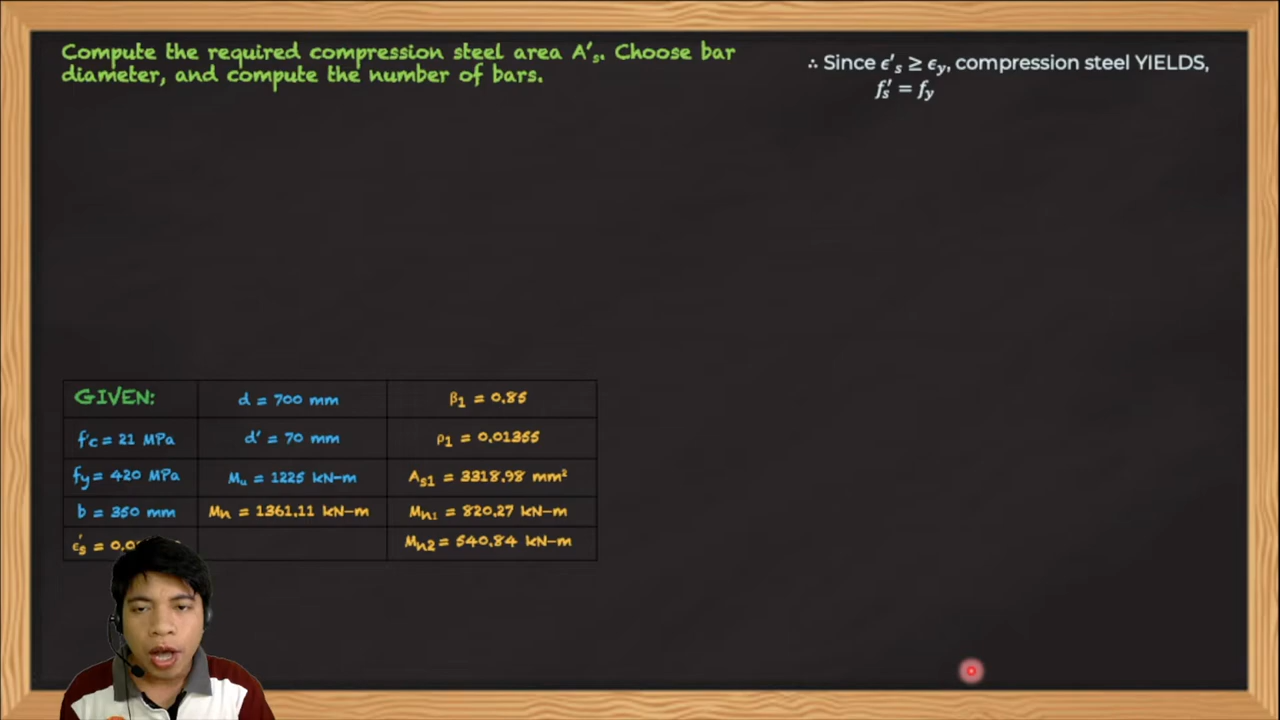 Compute the required compression steel area A's. Choose bar
diameter, and compute the number of bars.
∴ Since ϵ's ≥ ϵy, compression steel YIELDS,
f's = fy
GIVEN: d = 700 mm β1 = 0.85
f'c = 21 MPa d' = 70 mm ρ1 = 0.01355
fy = 420 MPa Mu = 1225 kN-m As1 = 3318.98 mm²
b = 350 mm Mn = 1361.11 kN-m Mn1 = 820.27 kN-m
ϵ's = Mn2 = 540.84 kN-m